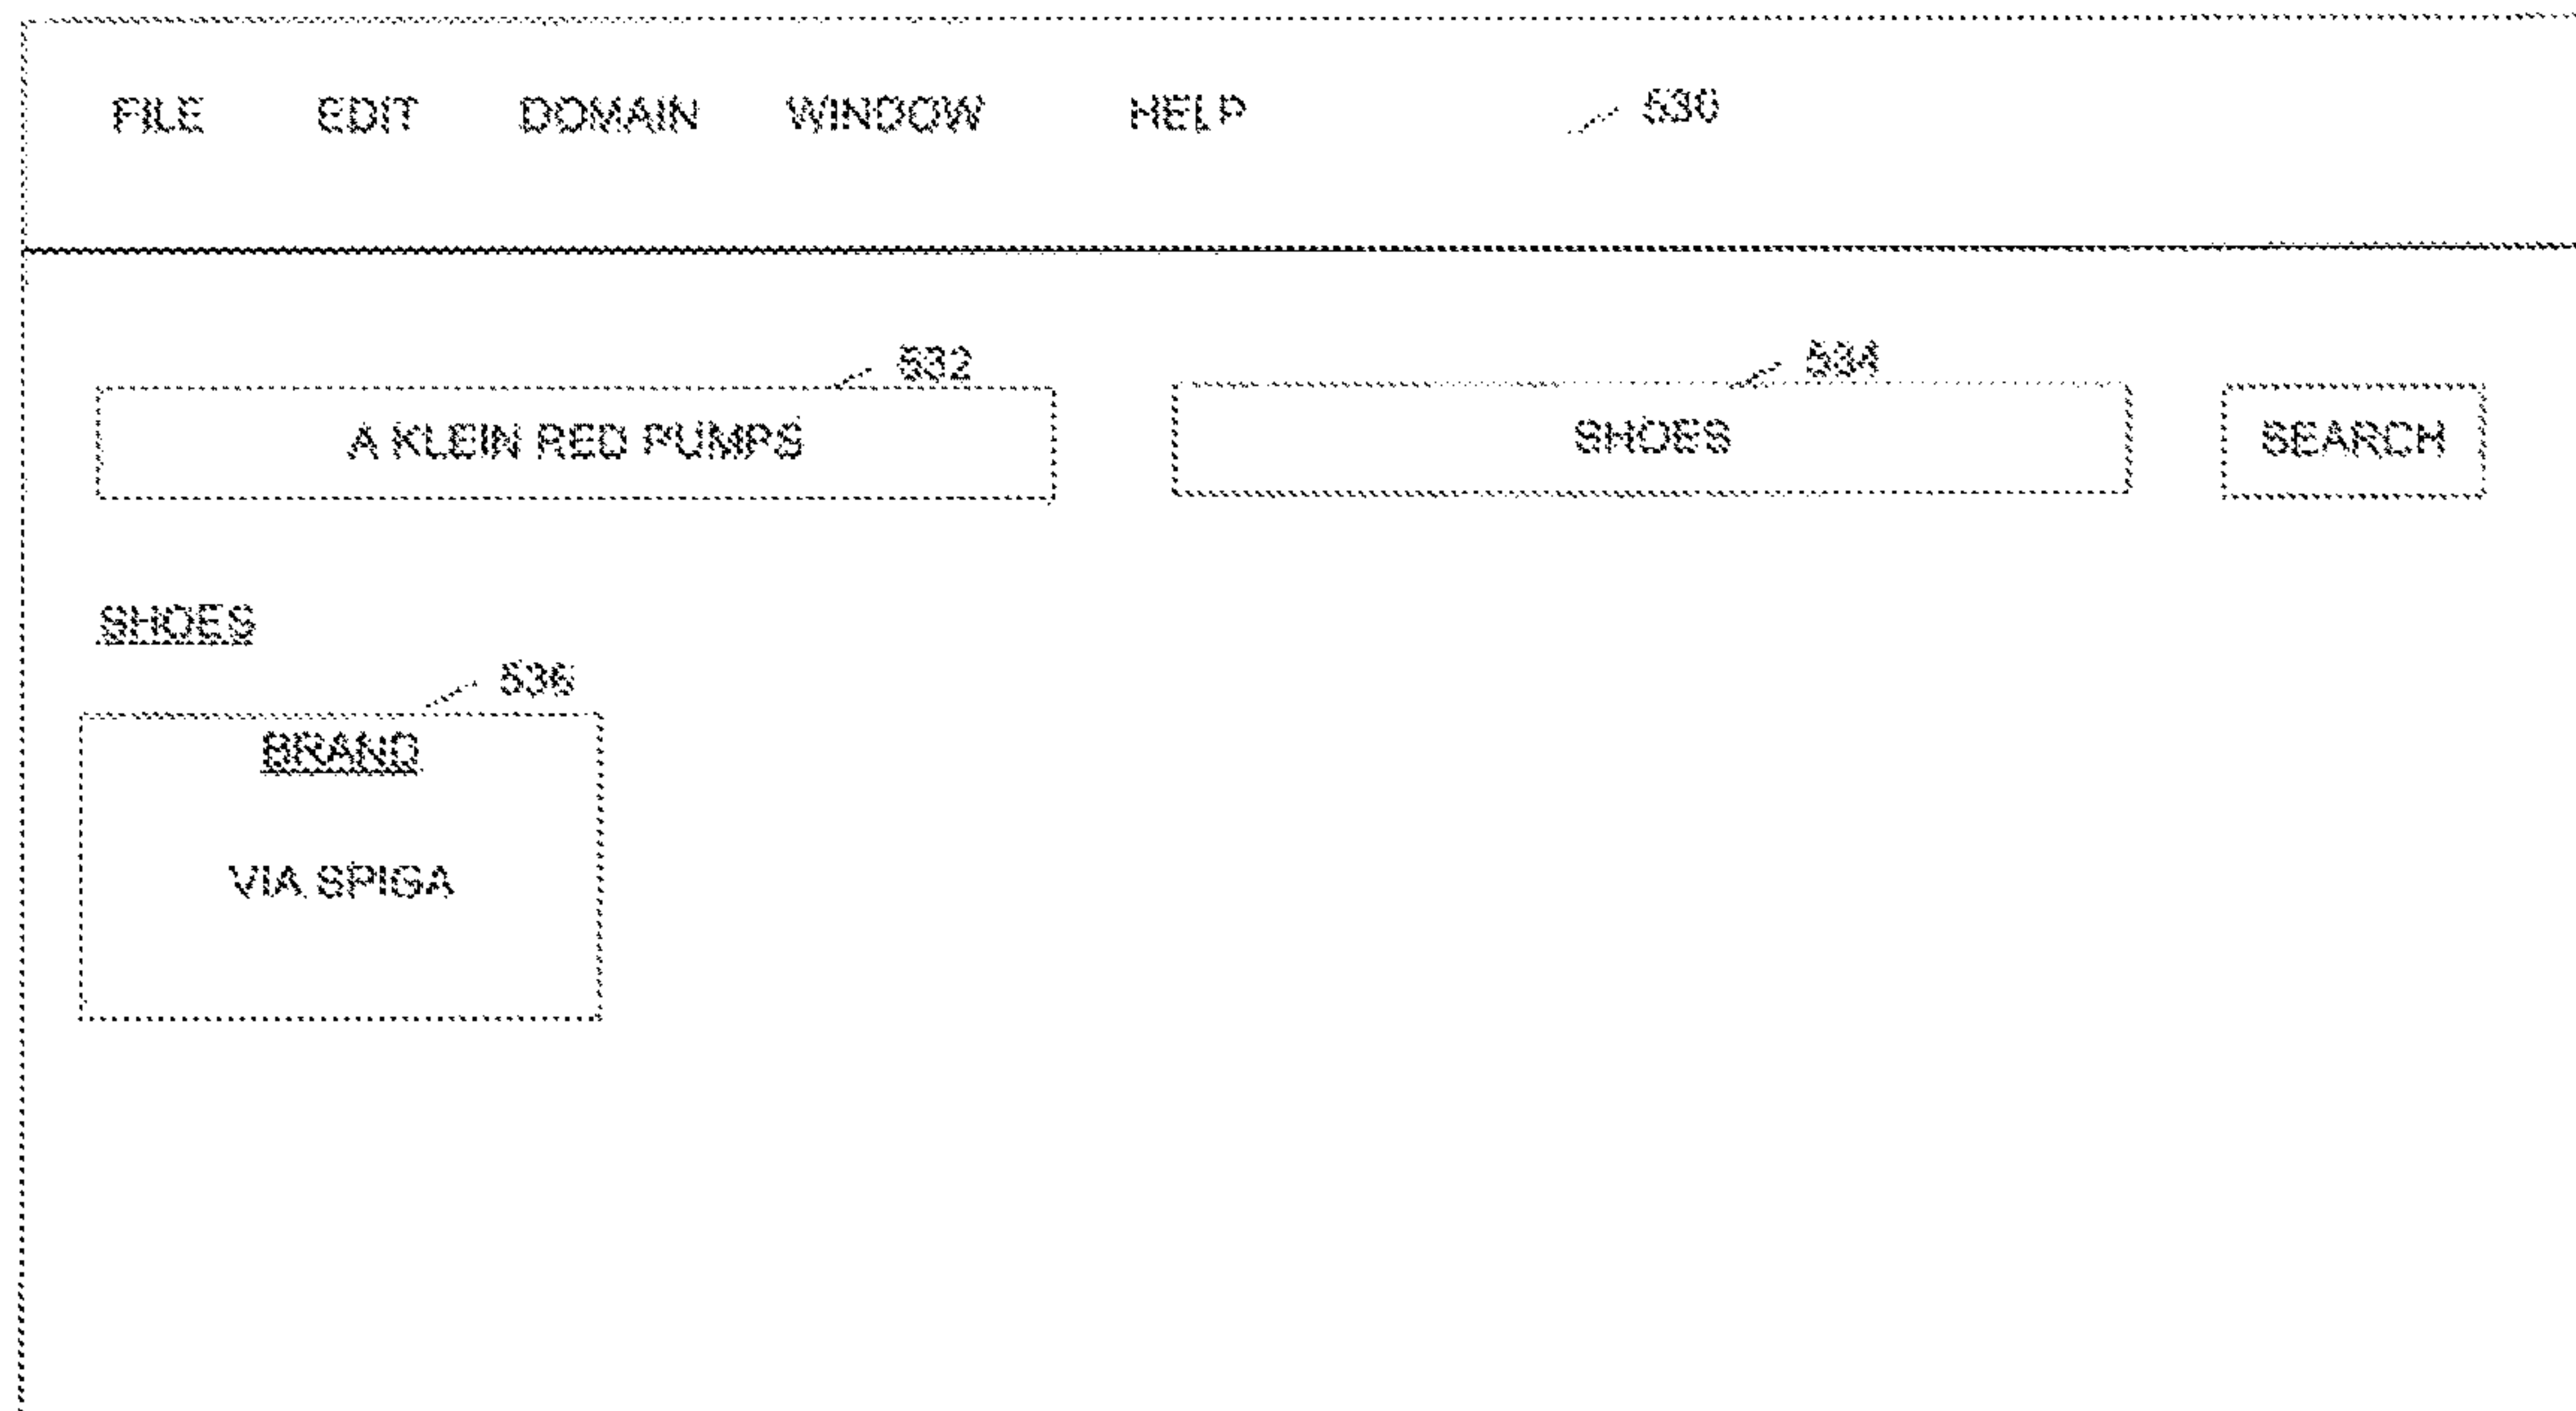 FILE EDIT DOMAIN WINDOW HELP 530
532 534
A KLEIN RED PUMPS SHOES SEARCH
SHOES
536
BRAND
VIA SPIGA